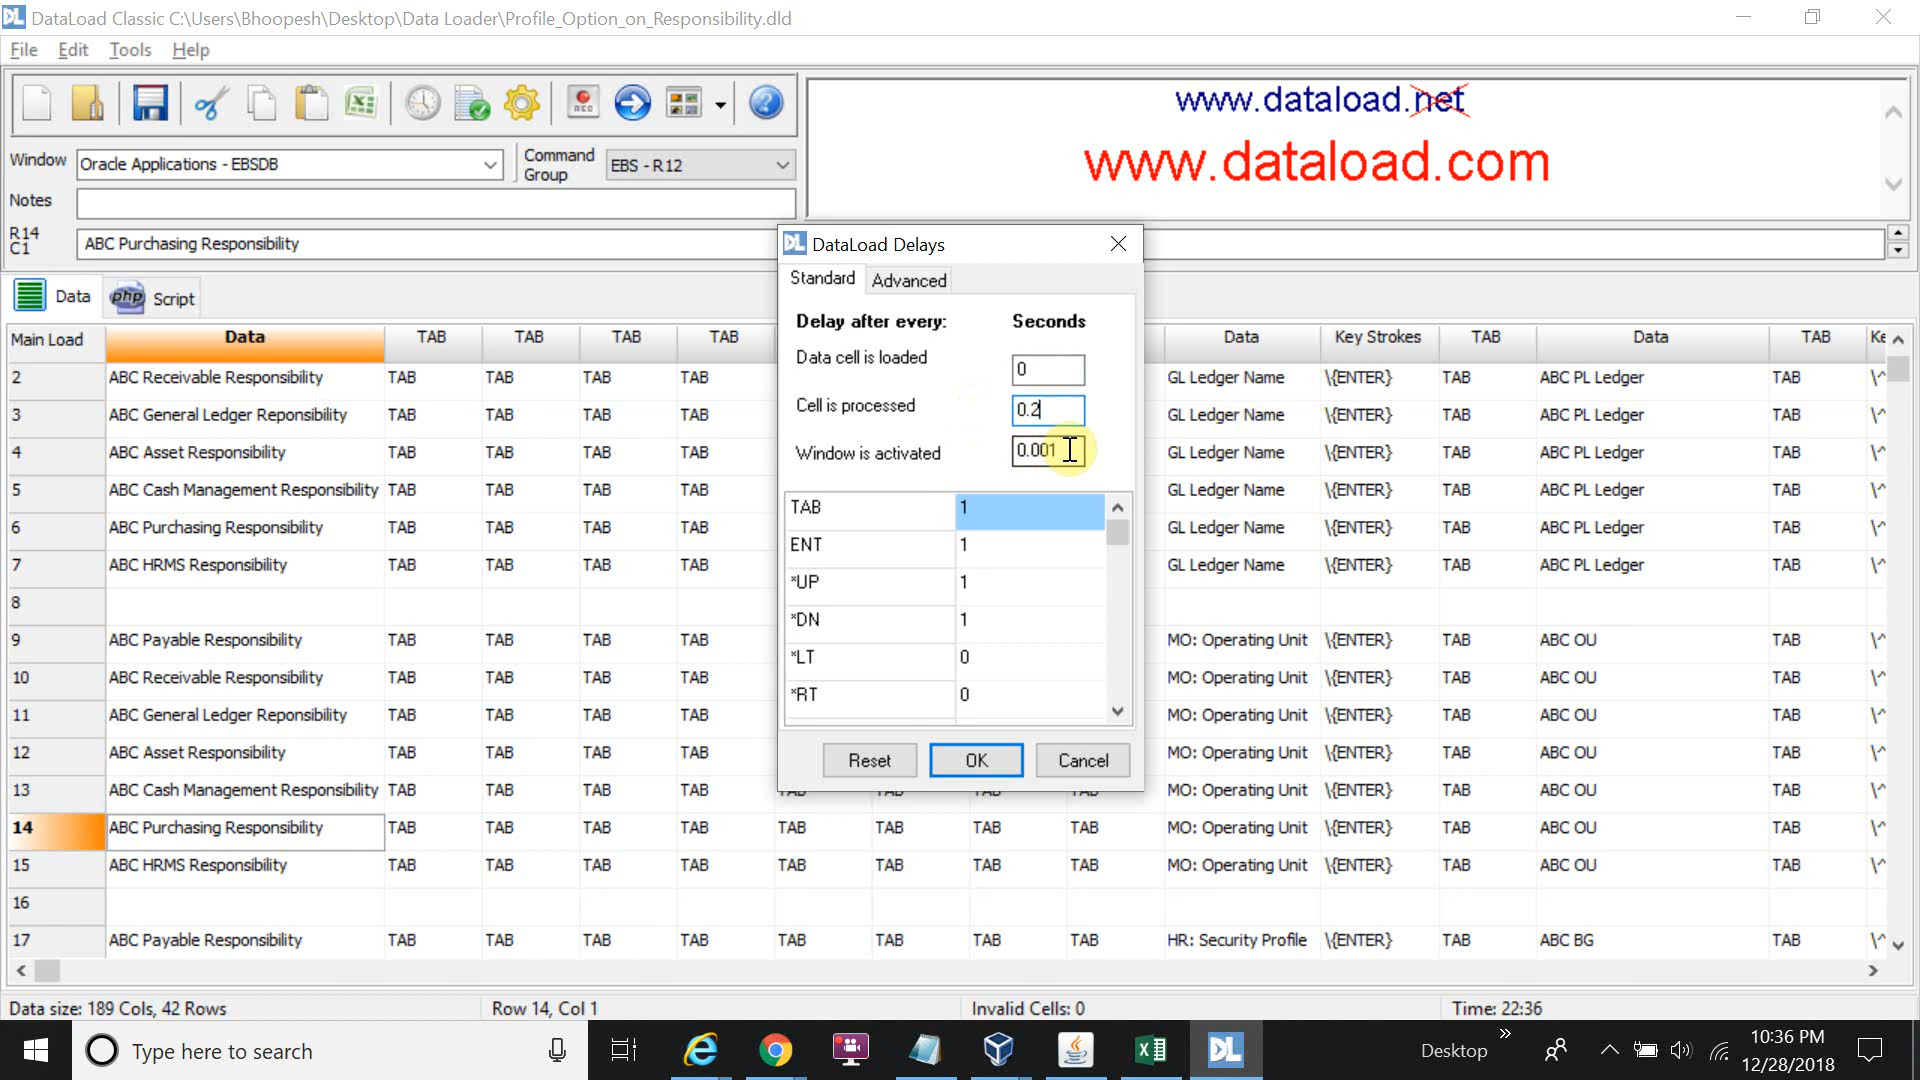 DataLoad Classic C:\Users\Bhoopesh\Desktop\Data Loader\Profile_Option_on_Responsibility.dld
File Edit Tools Help
REC
www.dataload.net
www.dataload.com
Window Oracle Applications - EBSDB Command Group EBS - R12
Notes
R14 C1 ABC Purchasing Responsibility
Data php Script
DataLoad Delays
Standard Advanced
Delay after every: Seconds
Data cell is loaded 0
Cell is processed 0.2
Window is activated 0.001
TAB 1
ENT 1
*UP 1
*DN 1
*LT 0
*RT 0
Reset OK Cancel
Main Load Data TAB TAB TAB TAB Data Key Strokes TAB Data TAB Ke
2 ABC Receivable Responsibility TAB TAB TAB TAB GL Ledger Name \{ENTER} TAB ABC PL Ledger TAB \^
3 ABC General Ledger Reponsibility TAB TAB TAB TAB GL Ledger Name \{ENTER} TAB ABC PL Ledger TAB \^
4 ABC Asset Responsibility TAB TAB TAB TAB GL Ledger Name \{ENTER} TAB ABC PL Ledger TAB \^
5 ABC Cash Management Responsibility TAB TAB TAB TAB GL Ledger Name \{ENTER} TAB ABC PL Ledger TAB \^
6 ABC Purchasing Responsibility TAB TAB TAB TAB GL Ledger Name \{ENTER} TAB ABC PL Ledger TAB \^
7 ABC HRMS Responsibility TAB TAB TAB TAB GL Ledger Name \{ENTER} TAB ABC PL Ledger TAB \^
8
9 ABC Payable Responsibility TAB TAB TAB TAB MO: Operating Unit \{ENTER} TAB ABC OU TAB \^
10 ABC Receivable Responsibility TAB TAB TAB TAB MO: Operating Unit \{ENTER} TAB ABC OU TAB \^
11 ABC General Ledger Reponsibility TAB TAB TAB TAB MO: Operating Unit \{ENTER} TAB ABC OU TAB \^
12 ABC Asset Responsibility TAB TAB TAB TAB MO: Operating Unit \{ENTER} TAB ABC OU TAB \^
13 ABC Cash Management Responsibility TAB TAB TAB TAB TAB TAB TAB TAB MO: Operating Unit \{ENTER} TAB ABC OU TAB \^
14 ABC Purchasing Responsibility TAB TAB TAB TAB TAB TAB TAB TAB MO: Operating Unit \{ENTER} TAB ABC OU TAB \^
15 ABC HRMS Responsibility TAB TAB TAB TAB TAB TAB TAB TAB MO: Operating Unit \{ENTER} TAB ABC OU TAB \^
16
17 ABC Payable Responsibility TAB TAB TAB TAB TAB TAB TAB TAB HR: Security Profile \{ENTER} TAB ABC BG TAB \^
Data size: 189 Cols, 42 Rows Row 14, Col 1 Invalid Cells: 0 Time: 22:36
Type here to search Desktop 10:36 PM
12/28/2018